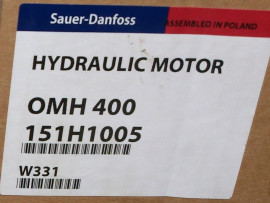 Sauer-Danfoss
ASSEMBLED IN POLAND
HYDRAULIC MOTOR
OMH 400
151H1005
W331